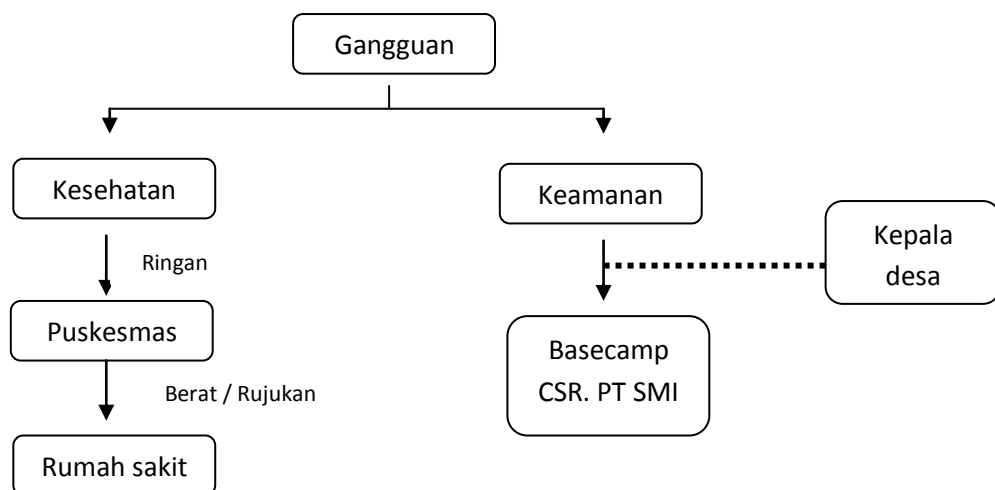 Gangguan
Kesehatan
Keamanan
Kepala
desa
Ringan
Puskesmas
Basecamp
CSR. PT SMI
Berat / Rujukan
Rumah sakit